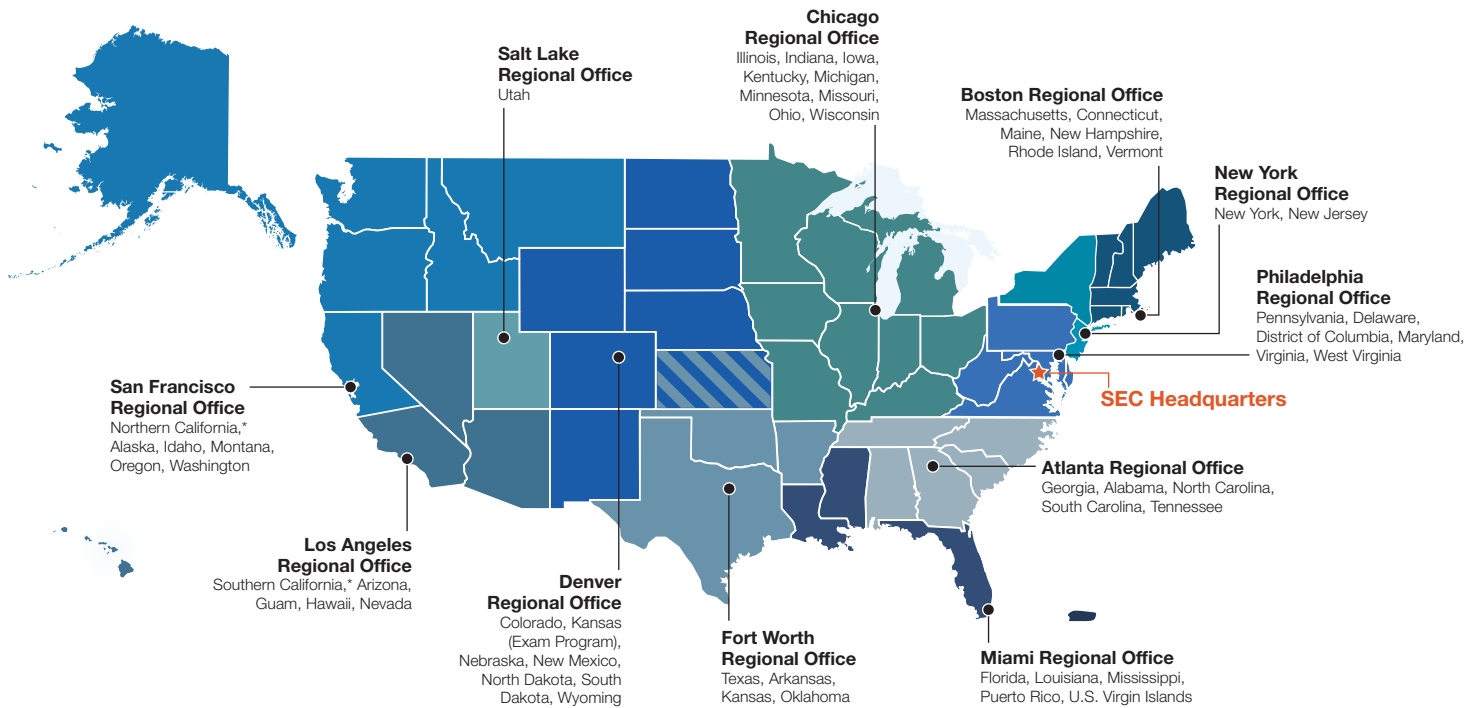 Chicago
Regional Office
Illinois, Indiana, Iowa,
Kentucky, Michigan,
Minnesota, Missouri,
Ohio, Wisconsin
Salt Lake
Regional Office
Utah
Boston Regional Office
Massachusetts, Connecticut,
Maine, New Hampshire,
Rhode Island, Vermont
New York
Regional Office
New York, New Jersey
Philadelphia
Regional Office
Pennsylvania, Delaware,
District of Columbia, Maryland,
Virginia, West Virginia
SEC Headquarters
San Francisco
Regional Office
Northern California,*
Alaska, Idaho, Montana,
Oregon, Washington
Atlanta Regional Office
Georgia, Alabama, North Carolina,
South Carolina, Tennessee
Los Angeles
Regional Office
Southern California,* Arizona,
Guam, Hawaii, Nevada
Denver
Regional Office
Colorado, Kansas
(Exam Program),
Nebraska, New Mexico,
North Dakota, South
Dakota, Wyoming
Fort Worth
Regional Office
Texas, Arkansas,
Kansas, Oklahoma
Miami Regional Office
Florida, Louisiana, Mississippi,
Puerto Rico, U.S. Virgin Islands